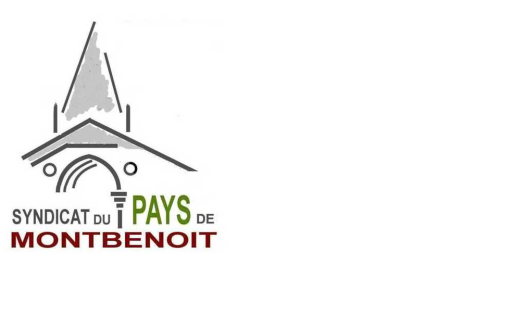 SYNDICAT DU PAYS DE
MONTBENOIT